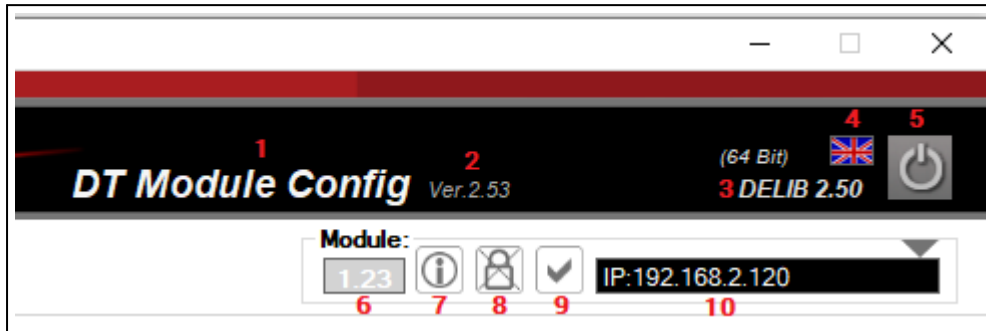 4 5
1 2 (64 Bit)
DT Module Config Ver.2.53 3 DELIB 2.50
Module:
1.23 IP:192.168.2.120
6 7 8 9 10